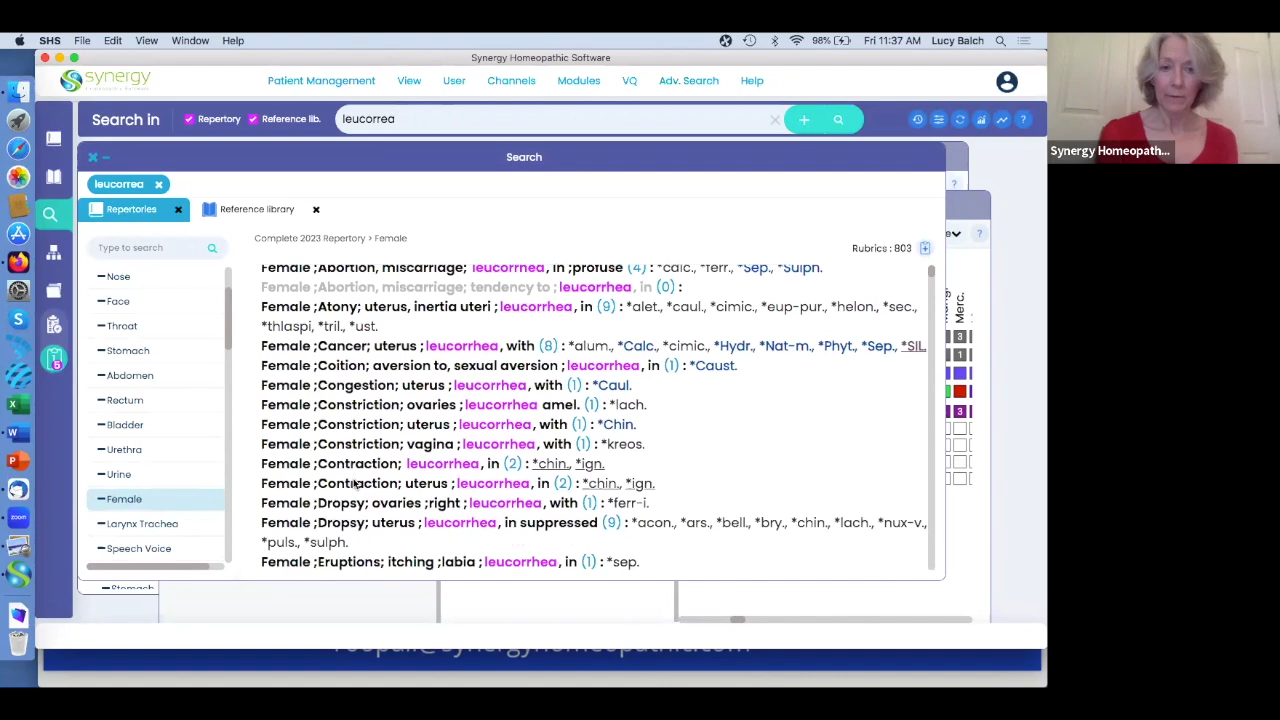 SHS File Edit View Window Help
98% Fri 11:37 AM Lucy Balch
Synergy Homeopathic Software
synergy
Patient Management View User Channels Modules VQ Adv. Search Help
Search in Repertory Reference lib. leucorrea
Search
leucorrea
Repertories Reference library
Type to search
Complete 2023 Repertory > Female
Rubrics : 803
Nose
Face
Throat
Stomach
Abdomen
Rectum
Bladder
Urethra
Urine
Female
Larynx Trachea
Speech Voice
Stomach
Female ;Abortion, miscarriage; leucorrhea, in ;profuse (4) : *calc., *ferr., *Sep., *Sulph.
Female ;Abortion, miscarriage; tendency to ;leucorrhea, in (0) :
Female ;Atony; uterus, inertia uteri ;leucorrhea, in (9) : *alet., *caul., *cimic., *eup-pur., *helon., *sec.,
*thlaspi, *tril., *ust.
Female ;Cancer; uterus ;leucorrhea, with (8) : *alum., *Calc., *cimic., *Hydr., *Nat-m., *Phyt., *Sep., *SIL.
Female ;Coition; aversion to, sexual aversion ;leucorrhea, in (1) : *Caust.
Female ;Congestion; uterus ;leucorrhea, with (1) : *Caul.
Female ;Constriction; ovaries ;leucorrhea amel. (1) : *lach.
Female ;Constriction; uterus ;leucorrhea, with (1) : *Chin.
Female ;Constriction; vagina ;leucorrhea, with (1) : *kreos.
Female ;Contraction; leucorrhea, in (2) : *chin., *ign.
Female ;Contraction; uterus ;leucorrhea, in (2) : *chin., *ign.
Female ;Dropsy; ovaries ;right ;leucorrhea, with (1) : *ferr-i.
Female ;Dropsy; uterus ;leucorrhea, in suppressed (9) : *acon., *ars., *bell., *bry., *chin., *lach., *nux-v.,
*puls., *sulph.
Female ;Eruptions; itching ;labia ;leucorrhea, in (1) : *sep.
Merc.
3
1
3
Synergy Homeopath...